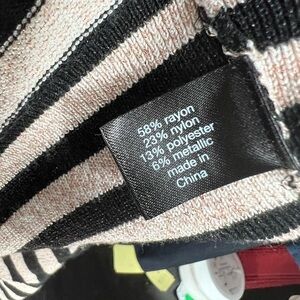 58% rayon
23% nylon
13% polyester
6% metallic
made in
China